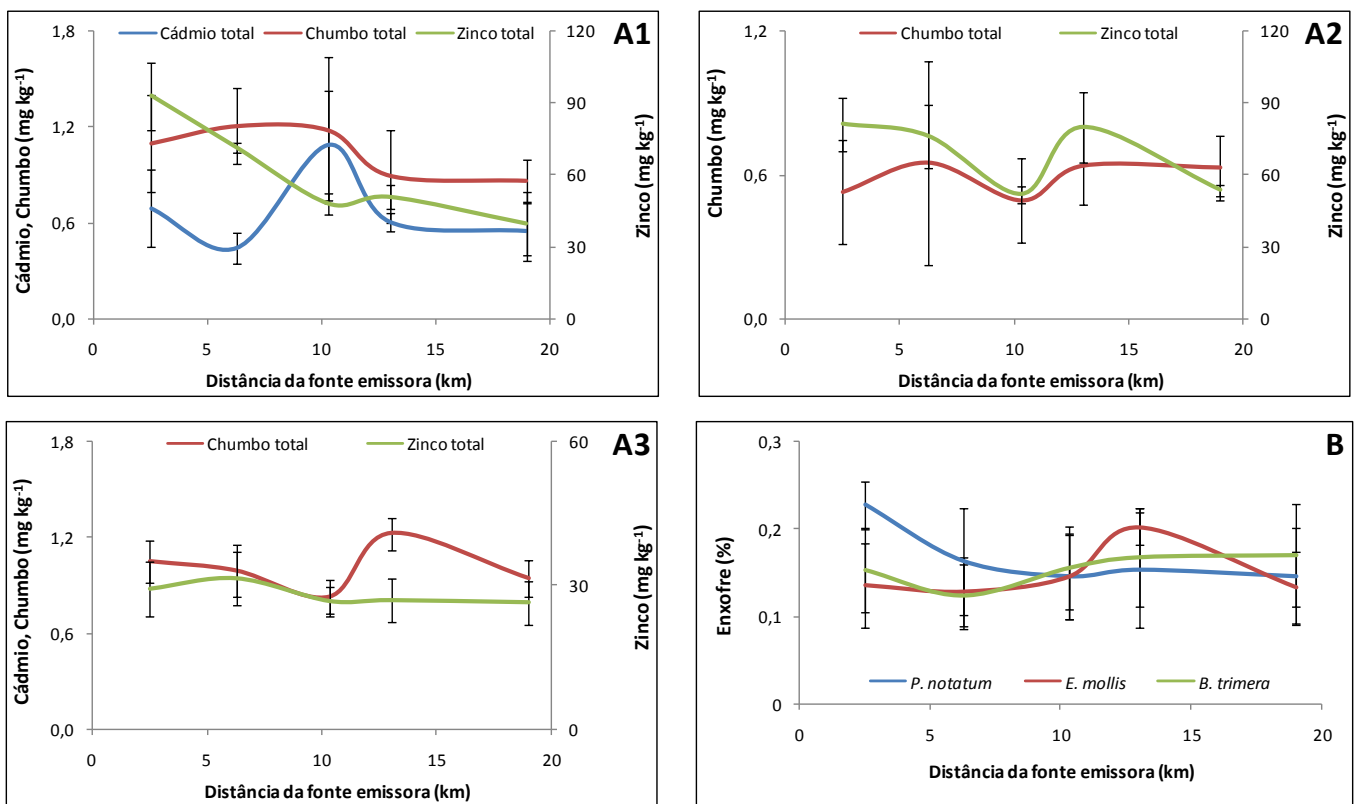 A1
Cádmio total Chumbo total Zinco total
Cádmio, Chumbo (mg kg⁻¹)
1,8
1,2
0,6
0,0
Zinco (mg kg⁻¹)
120
90
60
30
0
0 5 10 15 20
Distância da fonte emissora (km)
A2
Chumbo total Zinco total
Chumbo (mg kg⁻¹)
1,2
0,6
0,0
Zinco (mg kg⁻¹)
120
90
60
30
0
0 5 10 15 20
Distância da fonte emissora (km)
A3
Chumbo total Zinco total
Cádmio, Chumbo (mg kg⁻¹)
1,8
1,2
0,6
0,0
Zinco (mg kg⁻¹)
60
30
0
0 5 10 15 20
Distância da fonte emissora (km)
B
Enxofre (%)
0,3
0,2
0,1
0
P. notatum E. mollis B. trimera
0 5 10 15 20
Distância da fonte emissora (km)